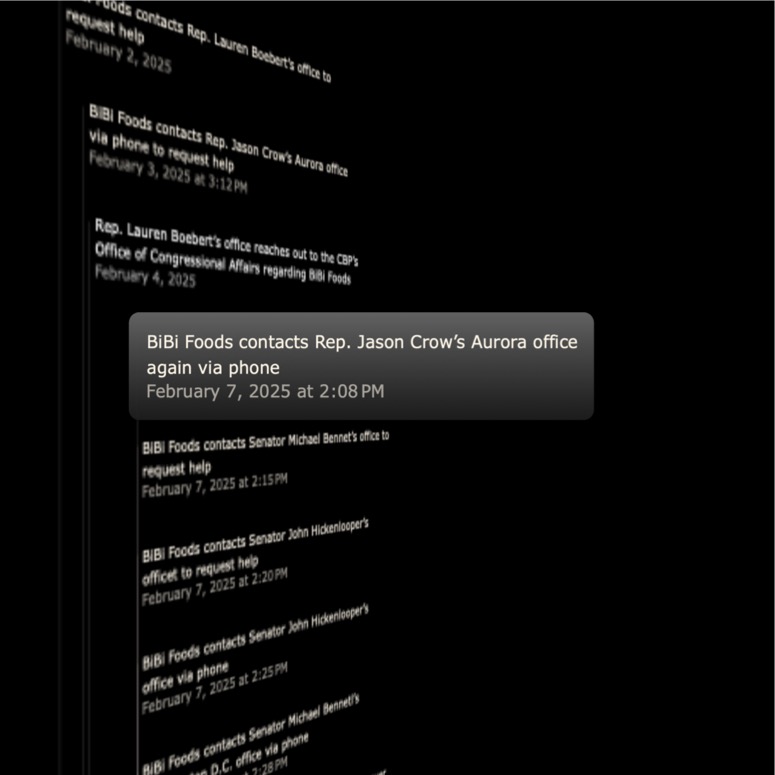 Foods contacts Rep. Lauren Boebert's office to
request help
February 2, 2025
BiBi Foods contacts Rep. Jason Crow's Aurora office
via phone to request help
February 3, 2025 at 3:12 PM
Rep. Lauren Boebert's office reaches out to the CBP's
Office of Congressional Affairs regarding BiBi Foods
February 4, 2025
BiBi Foods contacts Rep. Jason Crow’s Aurora office
again via phone
February 7, 2025 at 2:08 PM
BiBi Foods contacts Senator Michael Bennet's office to
request help
February 7, 2025 at 2:15 PM
BiBi Foods contacts Senator John Hickenlooper's
officet to request help
February 7, 2025 at 2:20 PM
BiBi Foods contacts Senator John Hickenlooper's
office via phone
February 7, 2025 at 2:25 PM
BiBi Foods contacts Senator Michael Bennett's
D.C. office via phone
2:28 PM